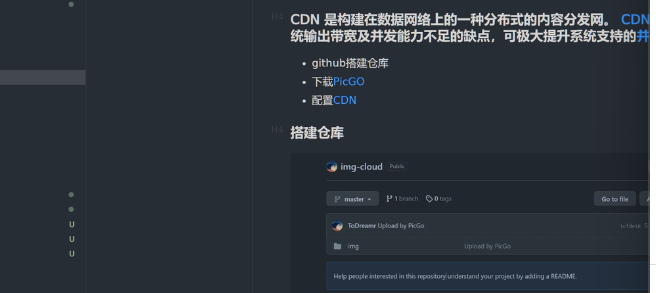 H4
CDN 是构建在数据网络上的一种分布式的内容分发网。 CDN
统输出带宽及并发能力不足的缺点，可极大提升系统支持的并
github搭建仓库
下载PicGO
配置CDN
H4
搭建仓库
img-cloud Public
master 1 branch 0 tags Go to file
ToDreamr Upload by PicGo
img Upload by PicGo
Help people interested in this repository understand your project by adding a README.
U
U
U